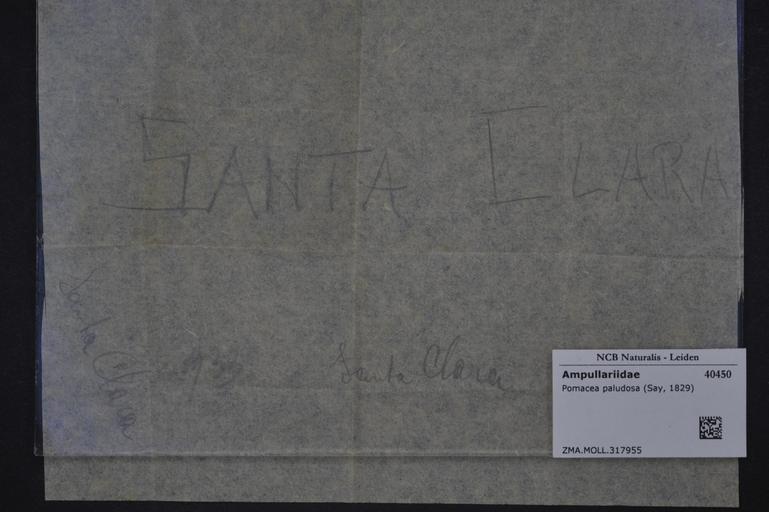 SANTA CLARA
Santa Clara
Santa Clara
NCB Naturalis - Leiden
Ampullariidae 40450
Pomacea paludosa (Say, 1829)
ZMA.MOLL.317955